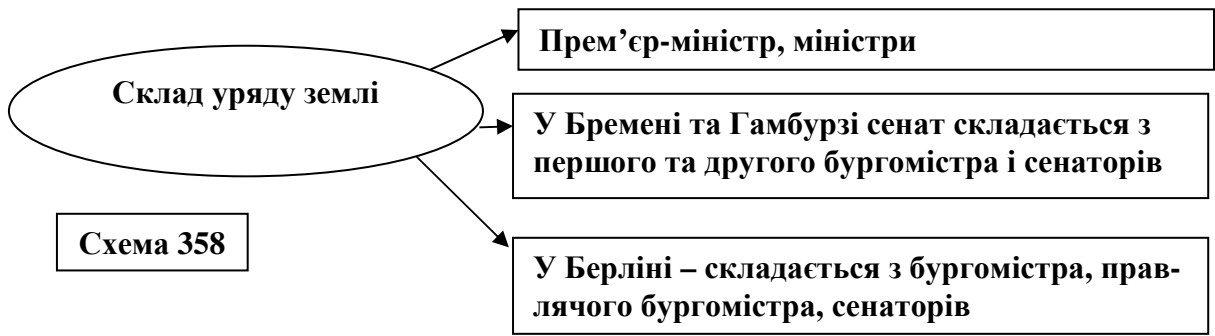 Склад уряду землі
Прем’єр-міністр, міністри
У Бремені та Гамбурзі сенат складається з
першого та другого бургомістра і сенаторів
У Берліні – складається з бургомістра, прав-
лячого бургомістра, сенаторів
Схема 358